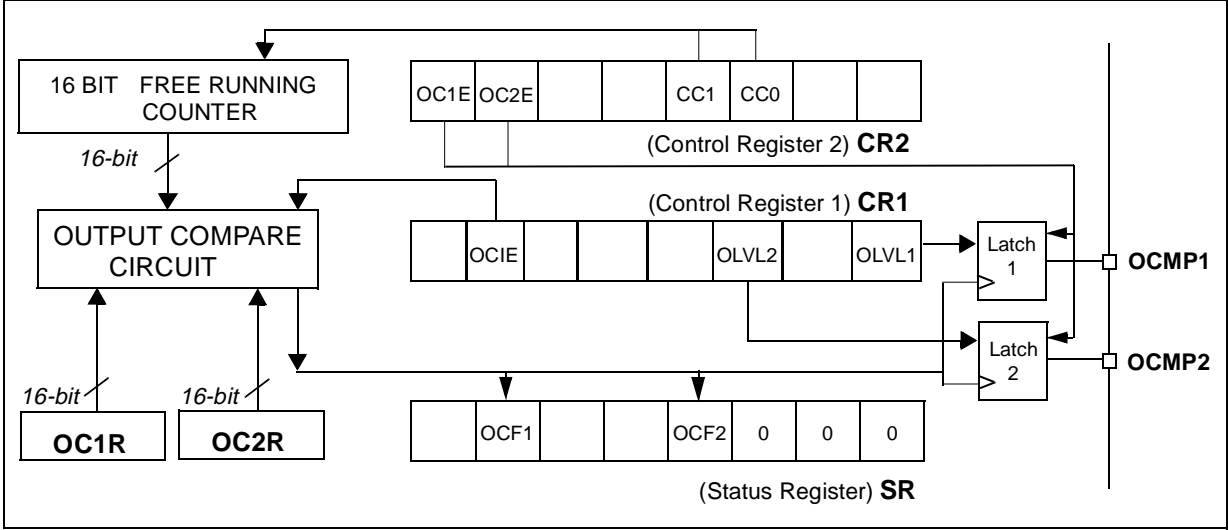 16 BIT FREE RUNNING
COUNTER
OC1E OC2E CC1 CC0
(Control Register 2) CR2
16-bit
(Control Register 1) CR1
OUTPUT COMPARE
CIRCUIT
OCIE OLVL2 OLVL1
Latch
1
OCMP1
Latch
2
OCMP2
16-bit
16-bit
OC1R
OC2R
OCF1 OCF2 0 0 0
(Status Register) SR